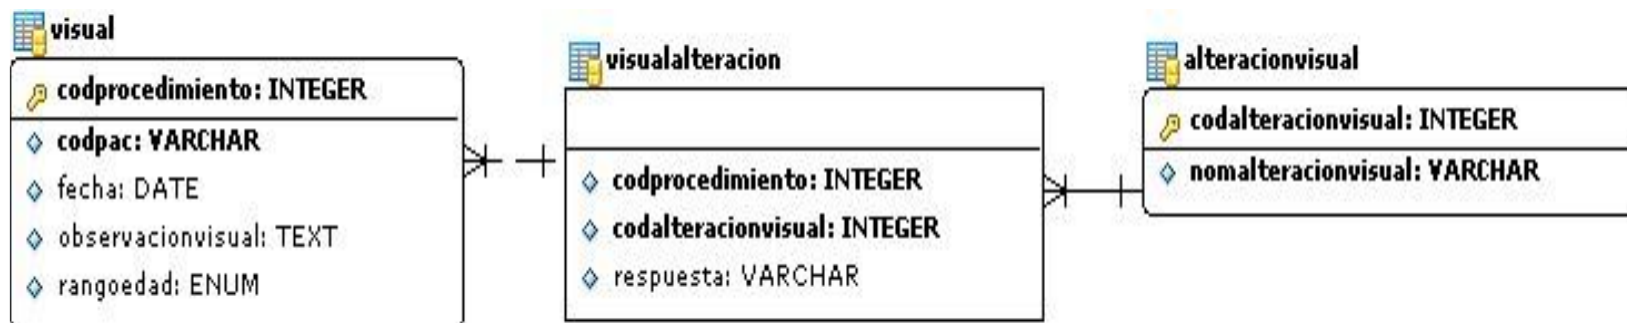 visual
codprocedimiento: INTEGER
codpac: VARCHAR
fecha: DATE
observacionvisual: TEXT
rangoedad: ENUM
visualalteracion
codprocedimiento: INTEGER
codalteracionvisual: INTEGER
respuesta: VARCHAR
alteracionvisual
codalteracionvisual: INTEGER
nomalteracionvisual: VARCHAR